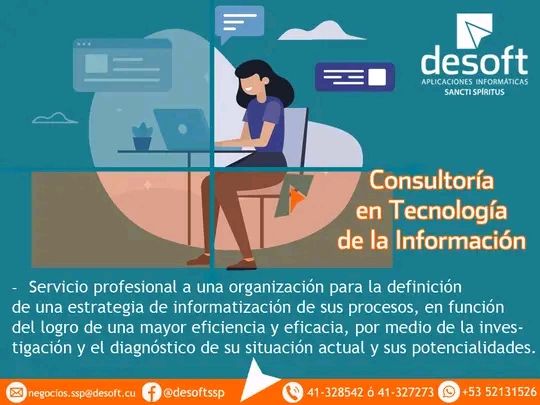 desoft
APLICACIONES INFORMÁTICAS
SANCTI SPÍRITUS
Consultoría
en Tecnología
de la Información
- Servicio profesional a una organización para la definición
de una estrategia de informatización de sus procesos, en función
del logro de una mayor eficiencia y eficacia, por medio de la inves-
tigación y el diagnóstico de su situación actual y sus potencialidades.
negocios.ssp@desoft.cu @desoftssp 41-328542 ó 41-327273 +53 52131526